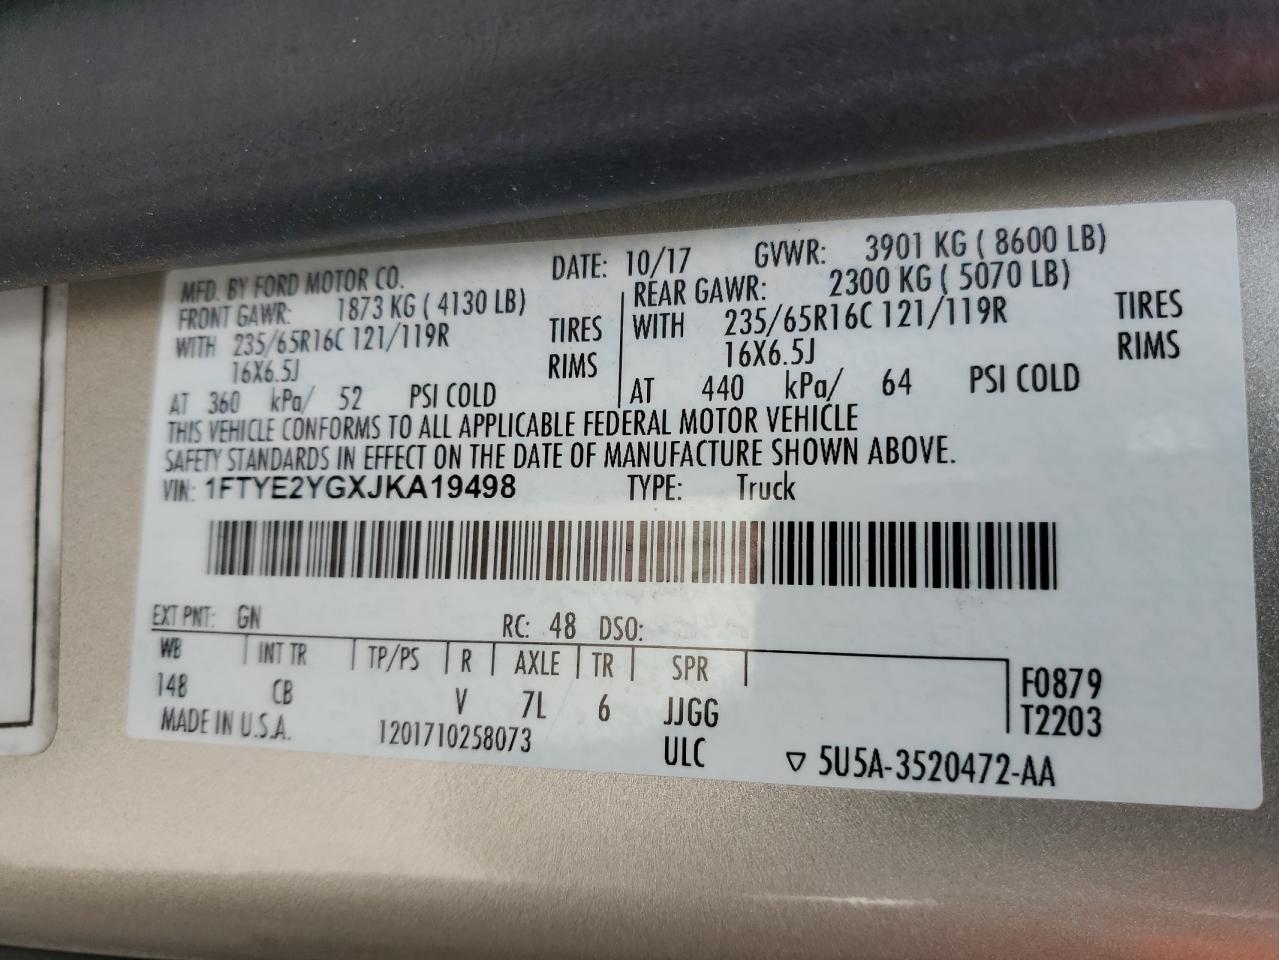 MFD. BY FORD MOTOR CO. DATE: 10/17 GVWR: 3901 KG ( 8600 LB)
FRONT GAWR: 1873 KG ( 4130 LB) REAR GAWR: 2300 KG ( 5070 LB)
WITH 235/65R16C 121/119R TIRES WITH 235/65R16C 121/119R TIRES
16X6.5J RIMS 16X6.5J RIMS
AT 360 kPa/ 52 PSI COLD AT 440 kPa/ 64 PSI COLD
THIS VEHICLE CONFORMS TO ALL APPLICABLE FEDERAL MOTOR VEHICLE
SAFETY STANDARDS IN EFFECT ON THE DATE OF MANUFACTURE SHOWN ABOVE.
VIN: 1FTYE2YGXJKA19498 TYPE: Truck
EXT PNT: GN RC: 48 DSO:
WB INT TR TP/PS R AXLE TR SPR
148 CB V 7L 6 JJGG
F0879
T2203
MADE IN U.S.A. 1201710258073 ULC ▽ 5U5A-3520472-AA